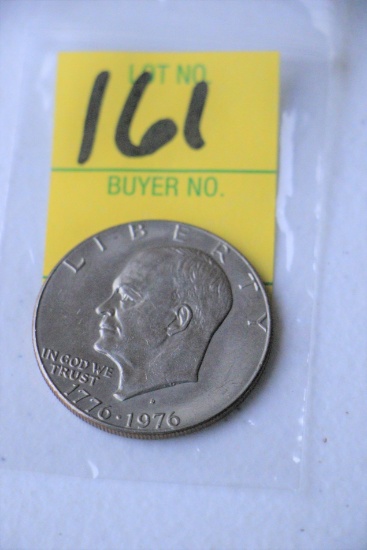 LOT NO.
161
BUYER NO.
LIBERTY
IN GOD WE
TRUST
1776·1976